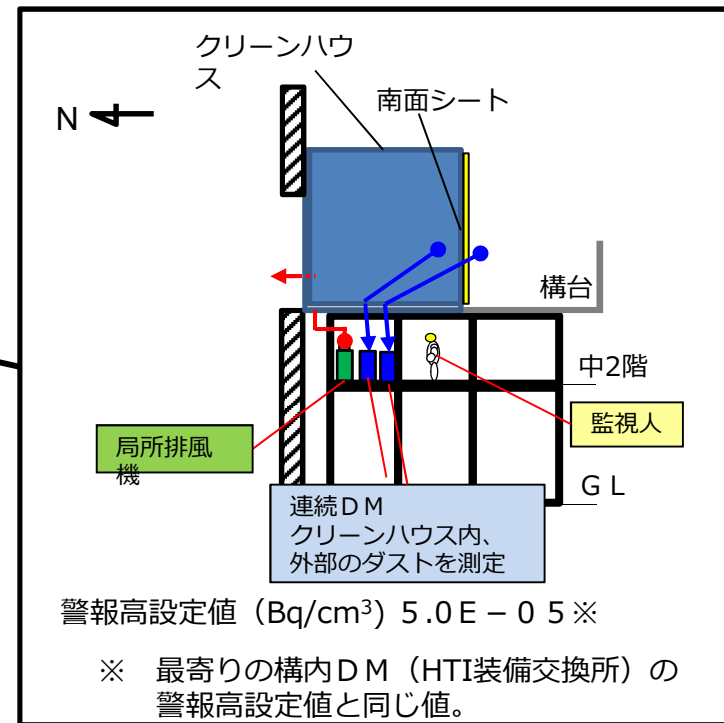 クリーンハウ
ス
南面シート
N
構台
中2階
監視人
局所排風
機
ＧＬ
連続ＤＭ
クリーンハウス内、
外部のダストを測定
警報高設定値（Bq/cm³) ５.０Ｅ－０５※
※　最寄りの構内ＤＭ（HTI装備交換所）の
警報高設定値と同じ値。